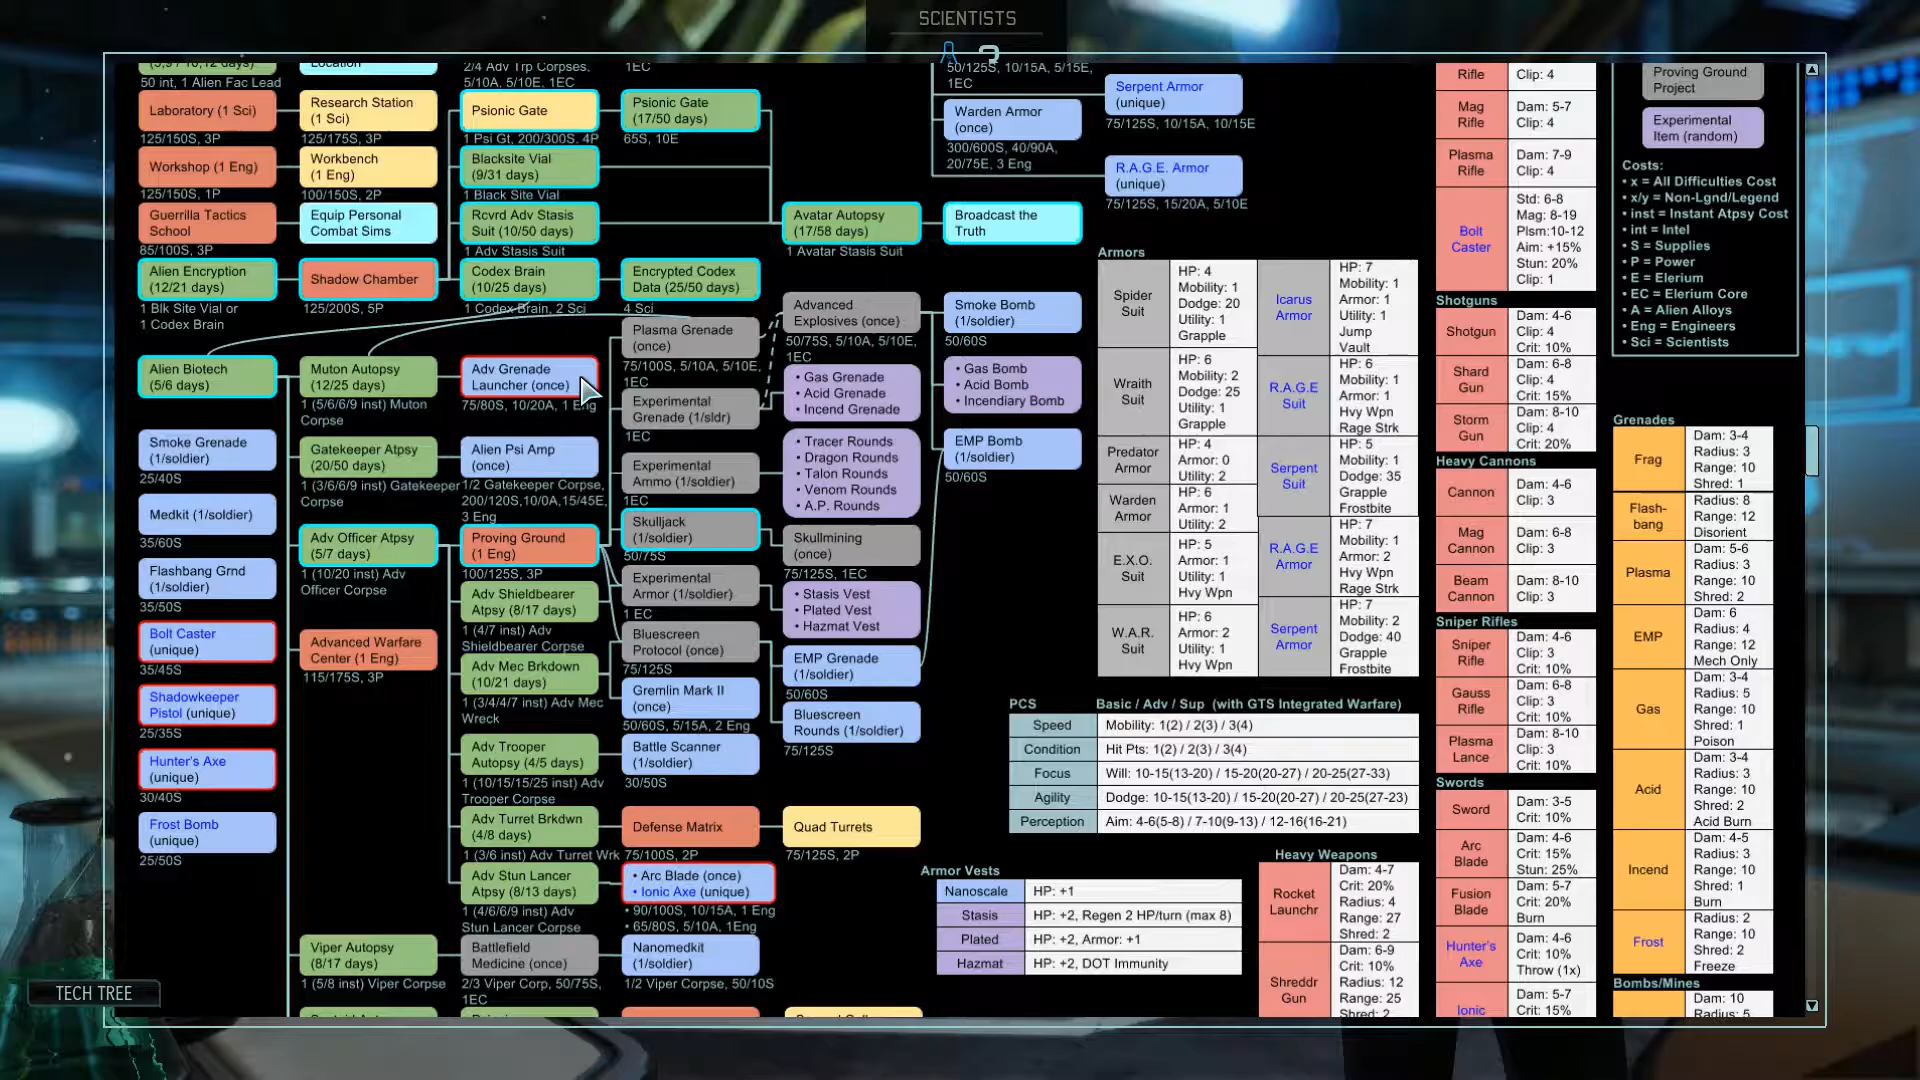 SCIENTISTS
50 int, 1 Alien Fac Lead
Location
2/4 Adv Trp Corpses,
5/10A, 5/10E, 1EC
1EC
Laboratory (1 Sci)
125/150S, 3P
Research Station
(1 Sci)
125/175S, 3P
Psionic Gate
1 Psi Gt, 200/300S, 4P
Psionic Gate
(17/50 days)
65S, 10E
Workshop (1 Eng)
125/150S, 1P
Workbench
(1 Eng)
100/150S, 2P
Blacksite Vial
(9/31 days)
1 Black Site Vial
Guerrilla Tactics
School
85/100S, 3P
Equip Personal
Combat Sims
Rcvrd Adv Stasis
Suit (10/50 days)
1 Adv Stasis Suit
Avatar Autopsy
(17/58 days)
1 Avatar Stasis Suit
Broadcast the
Truth
Alien Encryption
(12/21 days)
1 Blk Site Vial or
1 Codex Brain
Shadow Chamber
125/200S, 5P
Codex Brain
(10/25 days)
1 Codex Brain, 2 Sci
Encrypted Codex
Data (25/50 days)
4 Sci
50/125S, 10/15A, 5/15E,
1EC
Warden Armor
(once)
300/600S, 40/90A,
20/75E, 3 Eng
Serpent Armor
(unique)
75/125S, 10/15A, 10/15E
R.A.G.E. Armor
(unique)
75/125S, 15/20A, 5/10E
Alien Biotech
(5/6 days)
Muton Autopsy
(12/25 days)
1 (5/6/6/9 inst) Muton
Corpse
Adv Grenade
Launcher (once)
75/80S, 10/20A, 1 Eng
Plasma Grenade
(once)
75/100S, 5/10A, 5/10E,
1EC
Advanced
Explosives (once)
50/75S, 5/10A, 5/10E,
1EC
Smoke Bomb
(1/soldier)
50/60S
Experimental
Grenade (1/sldr)
1EC
• Gas Grenade
• Acid Grenade
• Incend Grenade
• Gas Bomb
• Acid Bomb
• Incendiary Bomb
Smoke Grenade
(1/soldier)
25/40S
Gatekeeper Atpsy
(20/50 days)
1 (3/6/6/9 inst) Gatekeeper
Corpse
Alien Psi Amp
(once)
1/2 Gatekeeper Corpse,
200/120S,10/0A,15/45E,
3 Eng
Experimental
Ammo (1/soldier)
1EC
• Tracer Rounds
• Dragon Rounds
• Talon Rounds
• Venom Rounds
• A.P. Rounds
EMP Bomb
(1/soldier)
50/60S
Medkit (1/soldier)
35/60S
Adv Officer Atpsy
(5/7 days)
1 (10/20 inst) Adv
Officer Corpse
Proving Ground
(1 Eng)
100/125S, 3P
Skulljack
(1/soldier)
50/75S
Skullmining
(once)
75/125S, 1EC
Flashbang Grnd
(1/soldier)
35/50S
Adv Shieldbearer
Atpsy (8/17 days)
1 (4/7 inst) Adv
Shieldbearer Corpse
Experimental
Armor (1/soldier)
1 EC
• Stasis Vest
• Plated Vest
• Hazmat Vest
Bolt Caster
(unique)
35/45S
Advanced Warfare
Center (1 Eng)
115/175S, 3P
Adv Mec Brkdown
(10/21 days)
1 (3/4/4/7 inst) Adv Mec
Wreck
Bluescreen
Protocol (once)
75/125S
EMP Grenade
(1/soldier)
50/60S
Gremlin Mark II
(once)
50/60S, 5/15A, 2 Eng
Bluescreen
Rounds (1/soldier)
75/125S
Shadowkeeper
Pistol (unique)
25/35S
Hunter's Axe
(unique)
30/40S
Adv Trooper
Autopsy (4/5 days)
1 (10/15/15/25 inst) Adv
Trooper Corpse
Battle Scanner
(1/soldier)
30/50S
Frost Bomb
(unique)
25/50S
Adv Turret Brkdwn
(4/8 days)
1 (3/6 inst) Adv Turret Wrk
Defense Matrix
75/100S, 2P
Quad Turrets
75/125S, 2P
Adv Stun Lancer
Atpsy (8/13 days)
1 (4/6/6/9 inst) Adv
Stun Lancer Corpse
• Arc Blade (once)
• Ionic Axe (unique)
• 90/100S, 10/15A, 1 Eng
• 65/80S, 5/10A, 1Eng
Viper Autopsy
(8/17 days)
1 (5/8 inst) Viper Corpse
Battlefield
Medicine (once)
2/3 Viper Corp, 50/75S,
1EC
Nanomedkit
(1/soldier)
1/2 Viper Corpse, 50/10S
Armors
Spider
Suit
HP: 4
Mobility: 1
Dodge: 20
Utility: 1
Grapple
Icarus
Armor
HP: 7
Mobility: 1
Armor: 1
Utility: 1
Jump
Vault
Wraith
Suit
HP: 6
Mobility: 2
Dodge: 25
Utility: 1
Grapple
R.A.G.E
Suit
HP: 6
Mobility: 1
Armor: 1
Hvy Wpn
Rage Strk
Predator
Armor
HP: 4
Armor: 0
Utility: 2
Serpent
Suit
HP: 5
Mobility: 1
Dodge: 35
Grapple
Frostbite
Warden
Armor
HP: 6
Armor: 1
Utility: 2
E.X.O.
Suit
HP: 5
Armor: 1
Utility: 1
Hvy Wpn
R.A.G.E
Armor
HP: 7
Mobility: 1
Armor: 2
Hvy Wpn
Rage Strk
W.A.R.
Suit
HP: 6
Armor: 2
Utility: 1
Hvy Wpn
Serpent
Armor
HP: 7
Mobility: 2
Dodge: 40
Grapple
Frostbite
PCS Basic / Adv / Sup (with GTS Integrated Warfare)
Speed Mobility: 1(2) / 2(3) / 3(4)
Condition Hit Pts: 1(2) / 2(3) / 3(4)
Focus Will: 10-15(13-20) / 15-20(20-27) / 20-25(27-33)
Agility Dodge: 10-15(13-20) / 15-20(20-27) / 20-25(27-23)
Perception Aim: 4-6(5-8) / 7-10(9-13) / 12-16(16-21)
Armor Vests
Nanoscale HP: +1
Stasis HP: +2, Regen 2 HP/turn (max 8)
Plated HP: +2, Armor: +1
Hazmat HP: +2, DOT Immunity
Heavy Weapons
Rocket
Launchr
Dam: 4-7
Crit: 20%
Radius: 4
Range: 27
Shred: 2
Shreddr
Gun
Dam: 6-9
Crit: 10%
Radius: 12
Range: 25
Shred: 2
Rifle
Clip: 4
Mag
Rifle
Dam: 5-7
Clip: 4
Plasma
Rifle
Dam: 7-9
Clip: 4
Bolt
Caster
Std: 6-8
Mag: 8-19
Plsm:10-12
Aim: +15%
Stun: 20%
Clip: 1
Shotguns
Shotgun
Dam: 4-6
Clip: 4
Crit: 10%
Shard
Gun
Dam: 6-8
Clip: 4
Crit: 15%
Storm
Gun
Dam: 8-10
Clip: 4
Crit: 20%
Heavy Cannons
Cannon
Dam: 4-6
Clip: 3
Mag
Cannon
Dam: 6-8
Clip: 3
Beam
Cannon
Dam: 8-10
Clip: 3
Sniper Rifles
Sniper
Rifle
Dam: 4-6
Clip: 3
Crit: 10%
Gauss
Rifle
Dam: 6-8
Clip: 3
Crit: 10%
Plasma
Lance
Dam: 8-10
Clip: 3
Crit: 10%
Swords
Sword
Dam: 3-5
Crit: 10%
Arc
Blade
Dam: 4-6
Crit: 15%
Stun: 25%
Fusion
Blade
Dam: 5-7
Crit: 20%
Burn
Hunter's
Axe
Dam: 4-6
Crit: 10%
Throw (1x)
Ionic
Dam: 5-7
Crit: 15%
Proving Ground
Project
Experimental
Item (random)
Costs:
• x = All Difficulties Cost
• x/y = Non-Lgnd/Legend
• inst = Instant Atpsy Cost
• int = Intel
• S = Supplies
• P = Power
• E = Elerium
• EC = Elerium Core
• A = Alien Alloys
• Eng = Engineers
• Sci = Scientists
Grenades
Frag
Dam: 3-4
Radius: 3
Range: 10
Shred: 1
Flash-
bang
Radius: 8
Range: 12
Disorient
Plasma
Dam: 5-6
Radius: 3
Range: 10
Shred: 2
EMP
Dam: 6
Radius: 4
Range: 12
Mech Only
Gas
Dam: 3-4
Radius: 5
Range: 10
Shred: 1
Poison
Acid
Dam: 3-4
Radius: 3
Range: 10
Shred: 2
Acid Burn
Incend
Dam: 4-5
Radius: 3
Range: 10
Shred: 1
Burn
Frost
Radius: 2
Range: 10
Shred: 2
Freeze
Bombs/Mines
Dam: 10
Radius: 5
TECH TREE